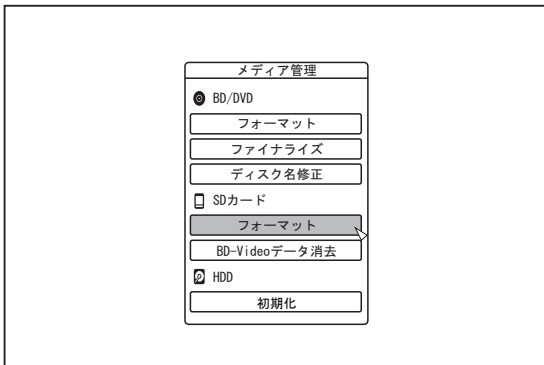 メディア管理
BD/DVD
フォーマット
ファイナライズ
ディスク名修正
SDカード
フォーマット
BD-Videoデータ消去
HDD
初期化